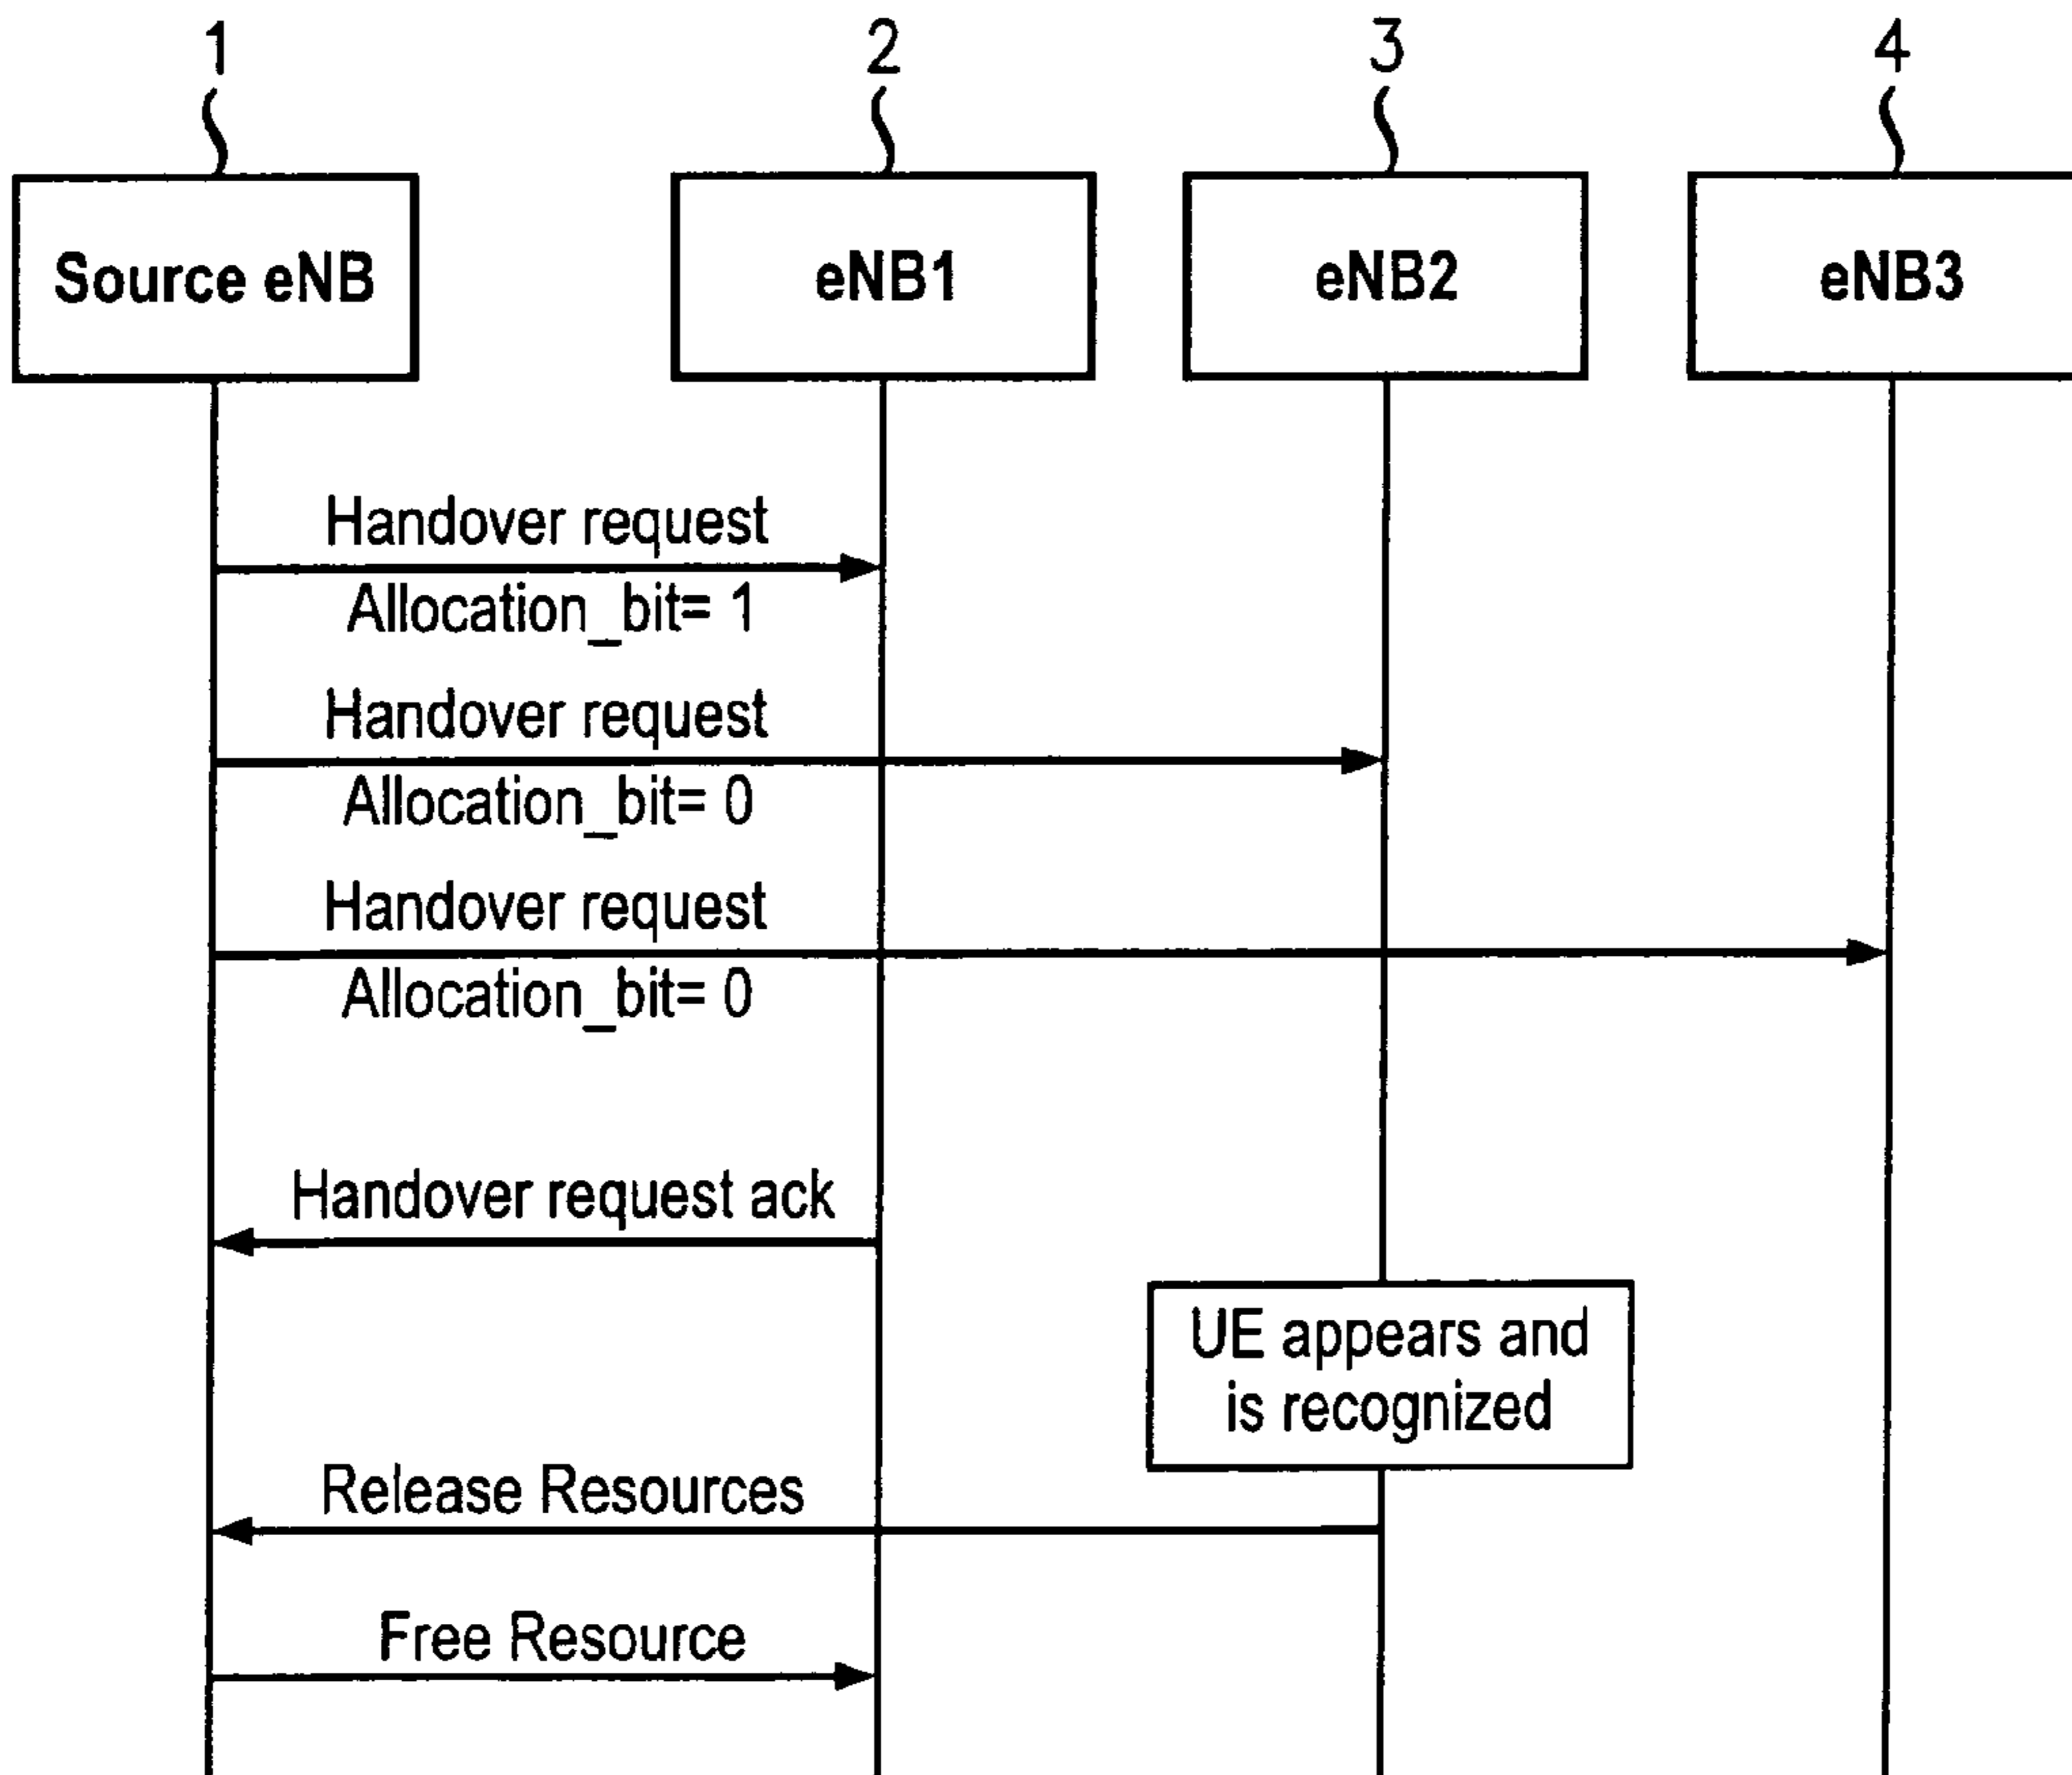 1
2
3
4
Source eNB
eNB1
eNB2
eNB3
Handover request
Allocation_bit= 1
Handover request
Allocation_bit= 0
Handover request
Allocation_bit= 0
Handover request ack
UE appears and
is recognized
Release Resources
Free Resource